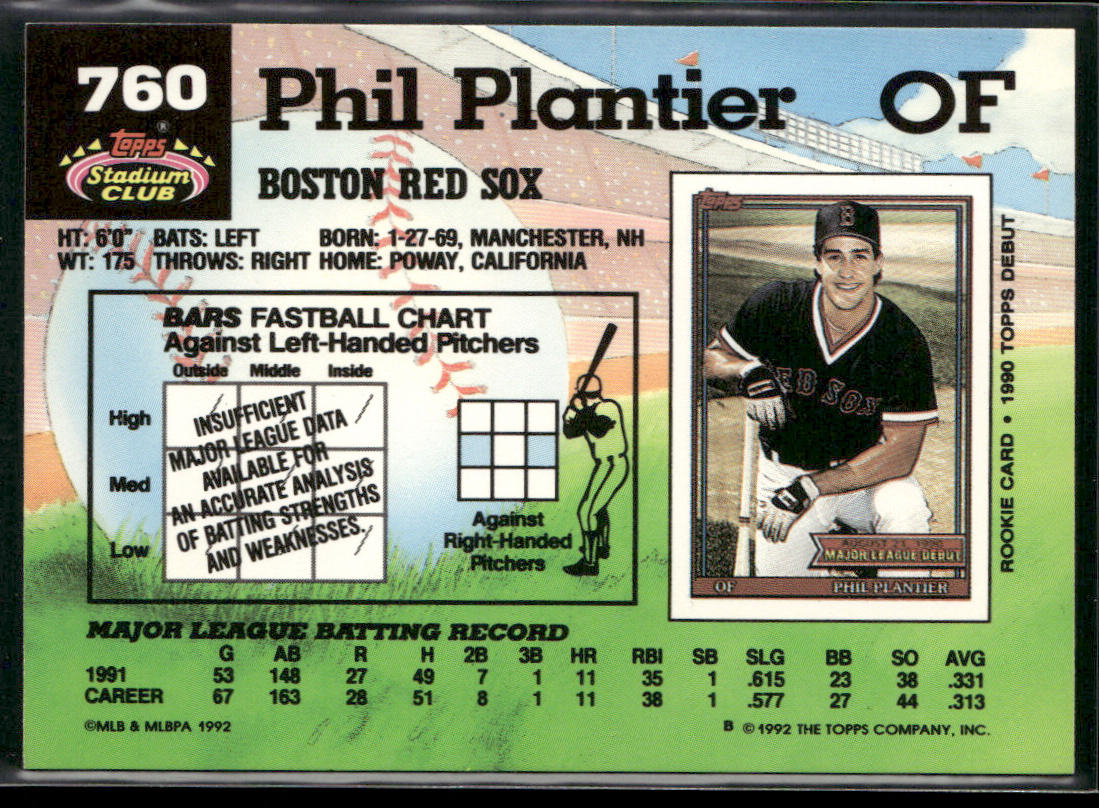 760
Topps®
Stadium
CLUB
Phil Plantier OF
BOSTON RED SOX
HT: 6'0" BATS: LEFT BORN: 1-27-69, MANCHESTER, NH
WT: 175 THROWS: RIGHT HOME: POWAY, CALIFORNIA
BARS FASTBALL CHART
Against Left-Handed Pitchers
Outside Middle Inside
High
Med
Low
INSUFFICIENT
MAJOR LEAGUE DATA
AVAILABLE FOR
AN ACCURATE ANALYSIS
OF BATTING STRENGTHS
AND WEAKNESSES.
Against
Right-Handed
Pitchers
TOPPS
B
RED SOX
AUGUST 21, 1990
MAJOR LEAGUE DEBUT
OF PHIL PLANTIER
ROOKIE CARD • 1990 TOPPS DEBUT
MAJOR LEAGUE BATTING RECORD
G AB R H 2B 3B HR RBI SB SLG BB SO AVG
1991 53 148 27 49 7 1 11 35 1 .615 23 38 .331
CAREER 67 163 28 51 8 1 11 38 1 .577 27 44 .313
©MLB & MLBPA 1992
B ©1992 THE TOPPS COMPANY, INC.